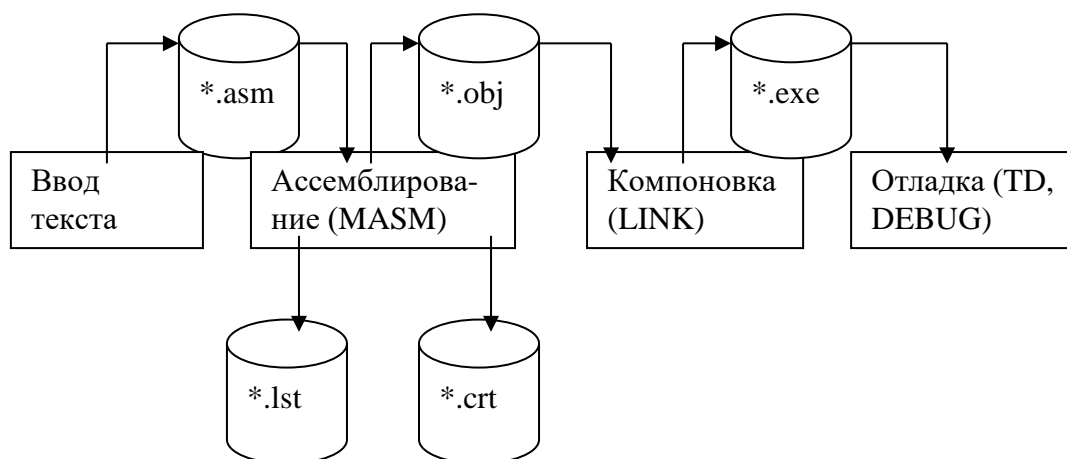 *.asm
*.obj
*.exe
Ввод
текста
Ассемблирова-
ние (MASM)
Компоновка
(LINK)
Отладка (TD,
DEBUG)
*.lst
*.crt